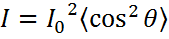 I = I₀²⟨cos² θ⟩